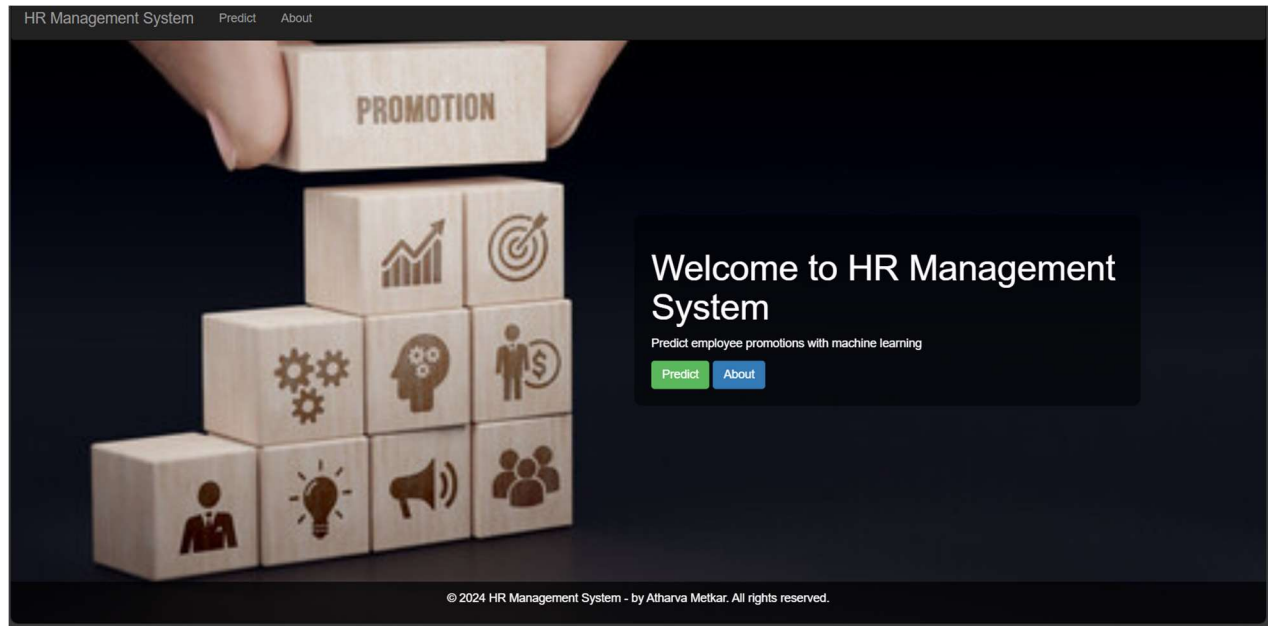 HR Management System Predict About
PROMOTION
Welcome to HR Management
System
Predict employee promotions with machine learning
Predict About
© 2024 HR Management System - by Atharva Metkar. All rights reserved.